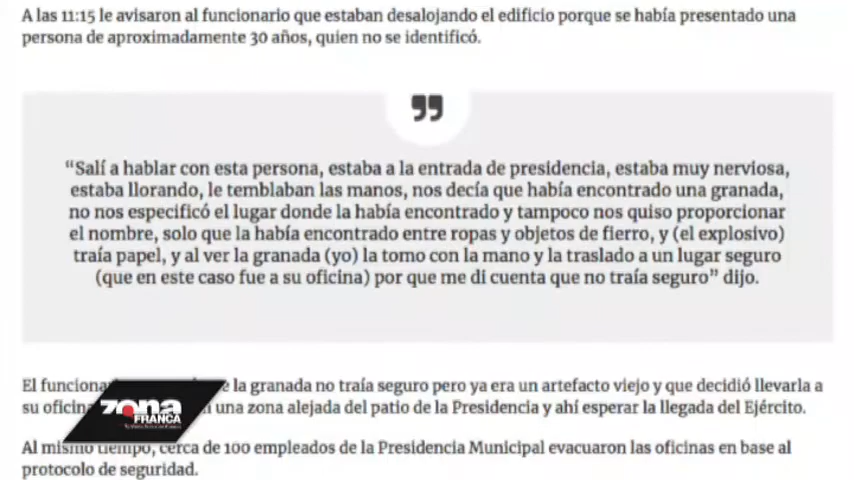 A las 11:15 le avisaron al funcionario que estaban desalojando el edificio porque se había presentado una
persona de aproximadamente 30 años, quien no se identificó.
”
“Salí a hablar con esta persona, estaba a la entrada de presidencia, estaba muy nerviosa,
estaba llorando, le temblaban las manos, nos decía que había encontrado una granada,
no nos especificó el lugar donde la había encontrado y tampoco nos quiso proporcionar
el nombre, solo que la había encontrado entre ropas y objetos de fierro, y (el explosivo)
traía papel, y al ver la granada (yo) la tomo con la mano y la traslado a un lugar seguro
(que en este caso fue a su oficina) por que me di cuenta que no traía seguro” dijo.
El funciona la granada no traía seguro pero ya era un artefacto viejo y que decidió llevarla a
su oficin una zona alejada del patio de la Presidencia y ahí esperar la llegada del Ejército.
zona
FRANCA
Al mismo tiempo, cerca de 100 empleados de la Presidencia Municipal evacuaron las oficinas en base al
protocolo de seguridad.